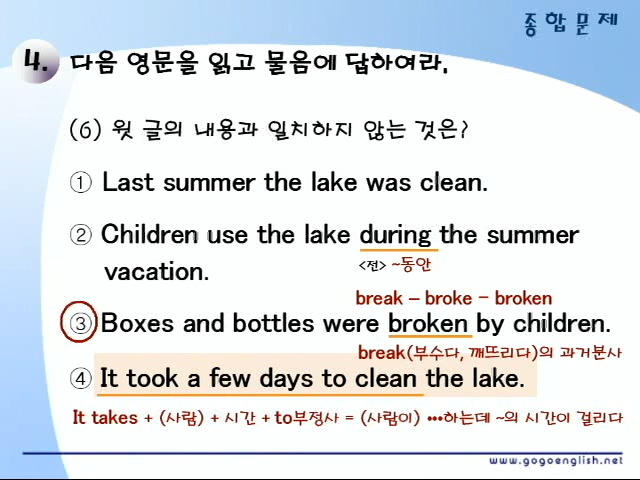 종합문제
4. 다음 영문을 읽고 물음에 답하여라.
(6) 윗 글의 내용과 일치하지 않는 것은?
① Last summer the lake was clean.
② Children use the lake during the summer
<전> ~동안
vacation.
break – broke - broken
③ Boxes and bottles were broken by children.
break(부수다, 깨뜨리다)의 과거분사
④ It took a few days to clean the lake.
It takes + (사람) + 시간 + to부정사 = (사람이) •••하는데 ~의 시간이 걸리다
www.gogoenglish.net